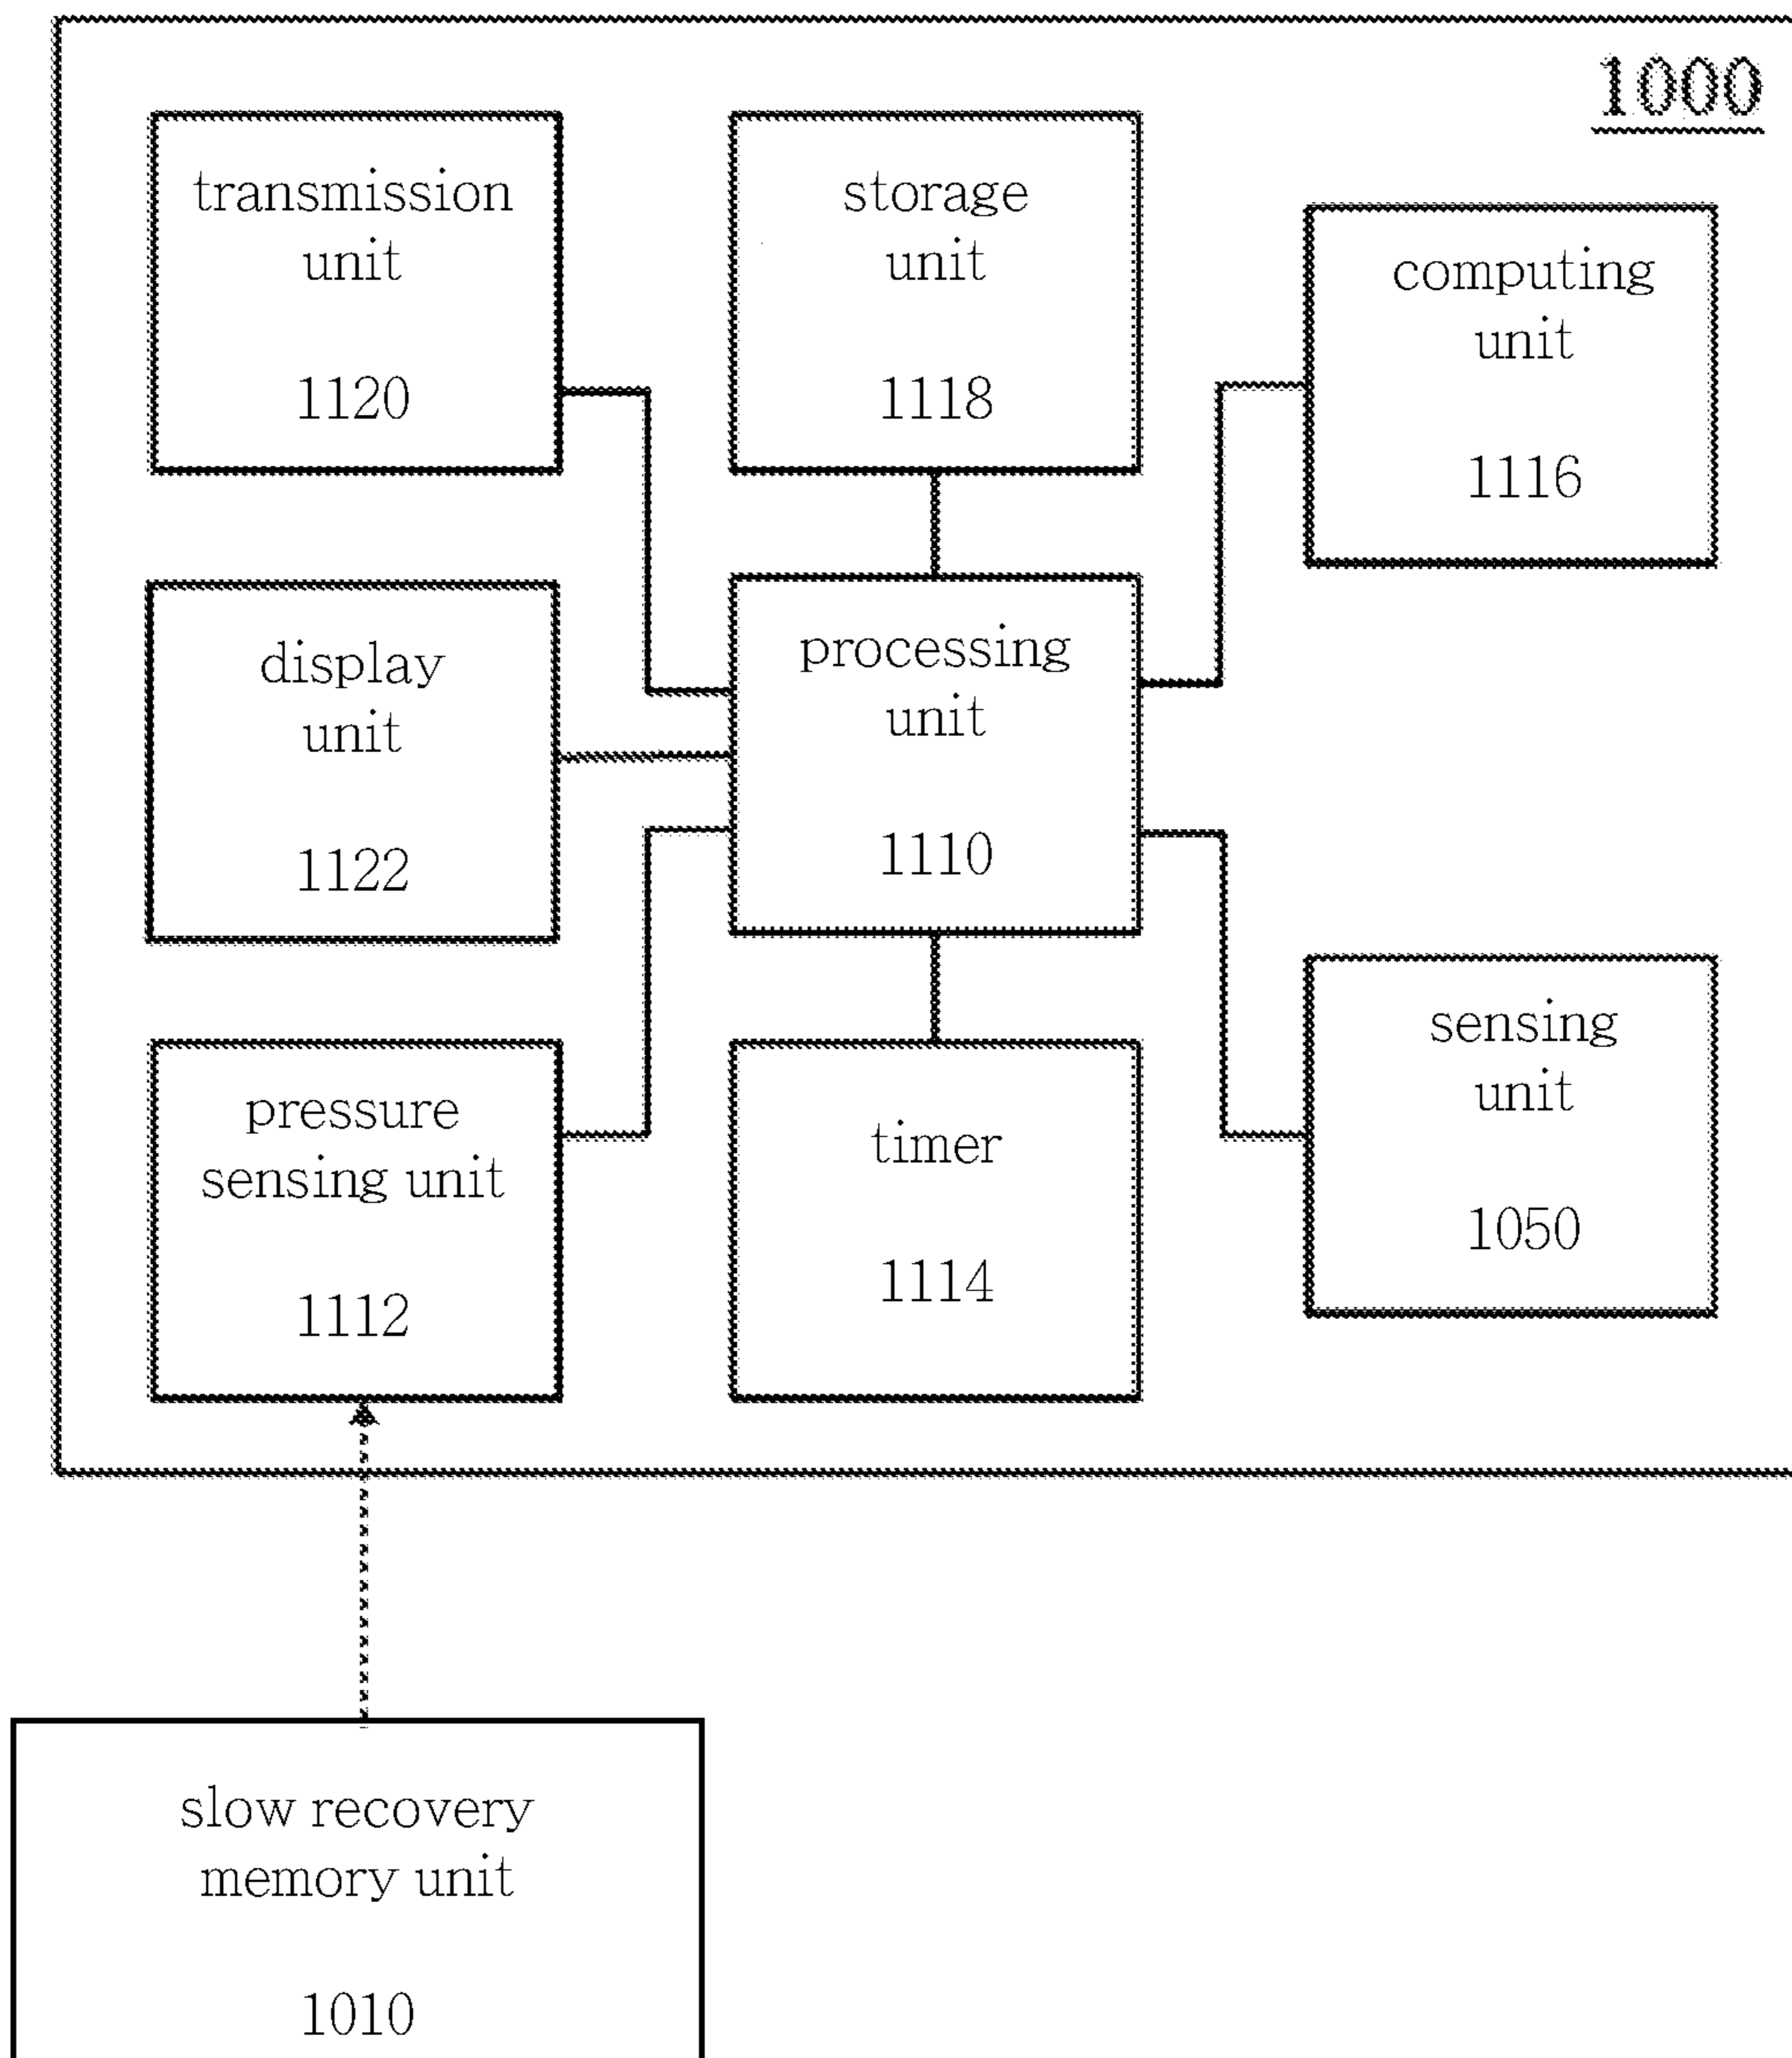 1000
transmission
unit
1120
storage
unit
1118
computing
unit
1116
display
unit
1122
processing
unit
1110
pressure
sensing unit
1112
timer
1114
sensing
unit
1050
slow recovery
memory unit
1010